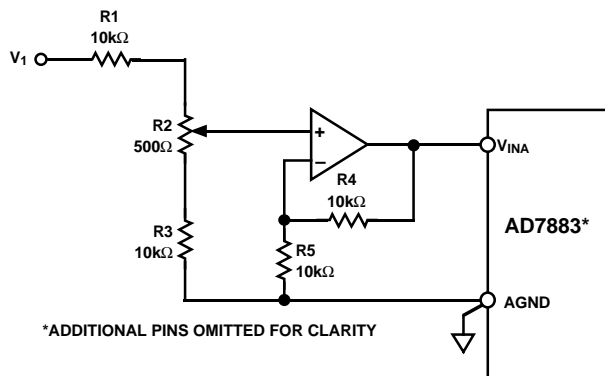 R1
10kΩ
V1
R2
500Ω
+
–
VINA
R4
10kΩ
AD7883*
R3
10kΩ
R5
10kΩ
AGND
*ADDITIONAL PINS OMITTED FOR CLARITY